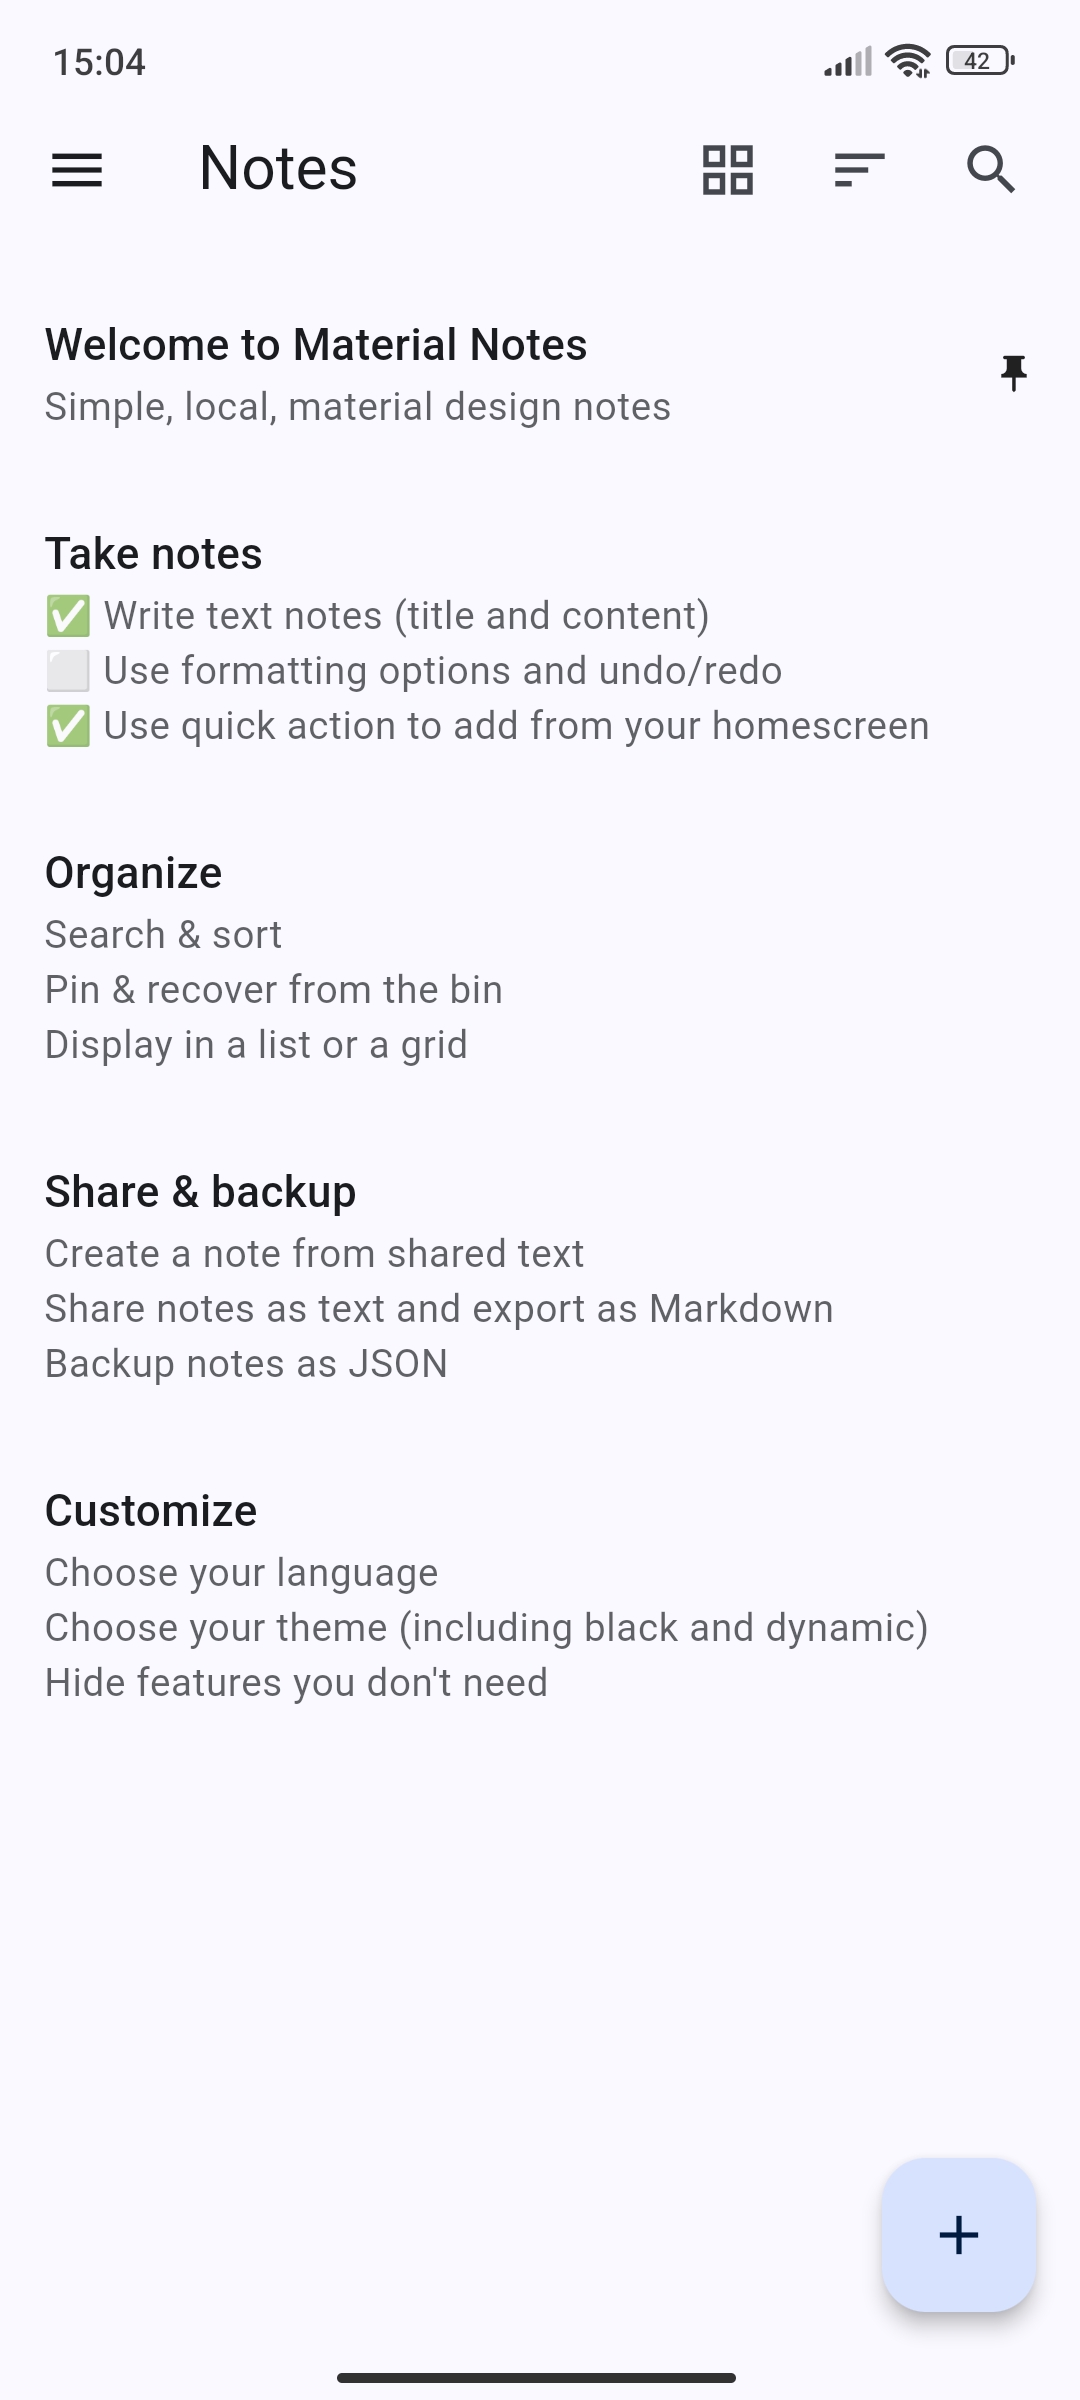 15:04
42
Notes
Welcome to Material Notes
Simple, local, material design notes
Take notes
✅ Write text notes (title and content)
⬜ Use formatting options and undo/redo
✅ Use quick action to add from your homescreen
Organize
Search & sort
Pin & recover from the bin
Display in a list or a grid
Share & backup
Create a note from shared text
Share notes as text and export as Markdown
Backup notes as JSON
Customize
Choose your language
Choose your theme (including black and dynamic)
Hide features you don't need